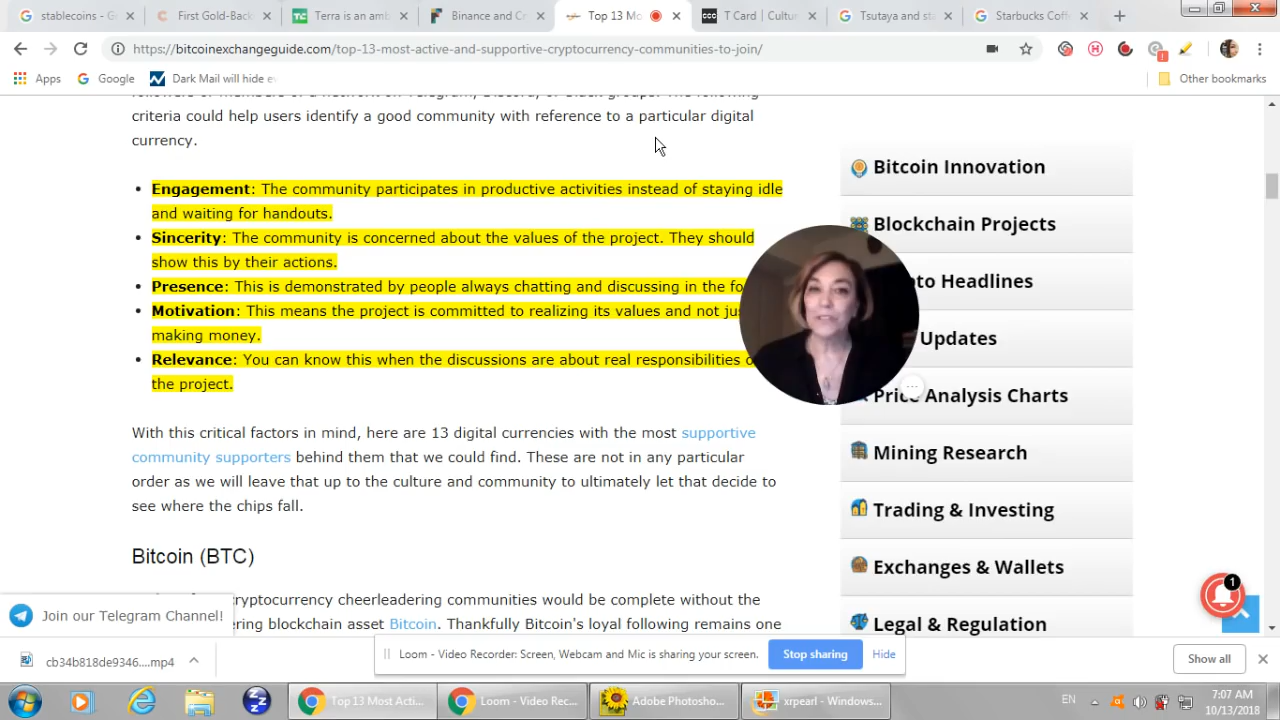 stablecoins - G
First Gold-Back
Terra is an amb
Binance and Cr
Top 13 Mo
T Card | Cultur
Tsutaya and sta
Starbucks Coff
https://bitcoinexchangeguide.com/top-13-most-active-and-supportive-cryptocurrency-communities-to-join/
Apps
Google
Dark Mail will hide e
Other bookmarks
criteria could help users identify a good community with reference to a particular digital
currency.
Engagement: The community participates in productive activities instead of staying idle
and waiting for handouts.
Sincerity: The community is concerned about the values of the project. They should
show this by their actions.
Presence: This is demonstrated by people always chatting and discussing in the fo
Motivation: This means the project is committed to realizing its values and not jus
making money.
Relevance: You can know this when the discussions are about real responsibilities o
the project.
With this critical factors in mind, here are 13 digital currencies with the most supportive
community supporters behind them that we could find. These are not in any particular
order as we will leave that up to the culture and community to ultimately let that decide to
see where the chips fall.
Bitcoin (BTC)
cryptocurrency cheerleading communities would be complete without the
ering blockchain asset Bitcoin. Thankfully Bitcoin's loyal following remains one
Bitcoin Innovation
Blockchain Projects
pto Headlines
Updates
Price Analysis Charts
Mining Research
Trading & Investing
Exchanges & Wallets
Legal & Regulation
1
Join our Telegram Channel!
Loom - Video Recorder: Screen, Webcam and Mic is sharing your screen.
Stop sharing
Hide
cb34b818de9346....mp4
Show all
Top 13 Most Acti...
Loom - Video Rec...
Adobe Photosho...
xrpearl - Windows...
EN
7:07 AM
10/13/2018